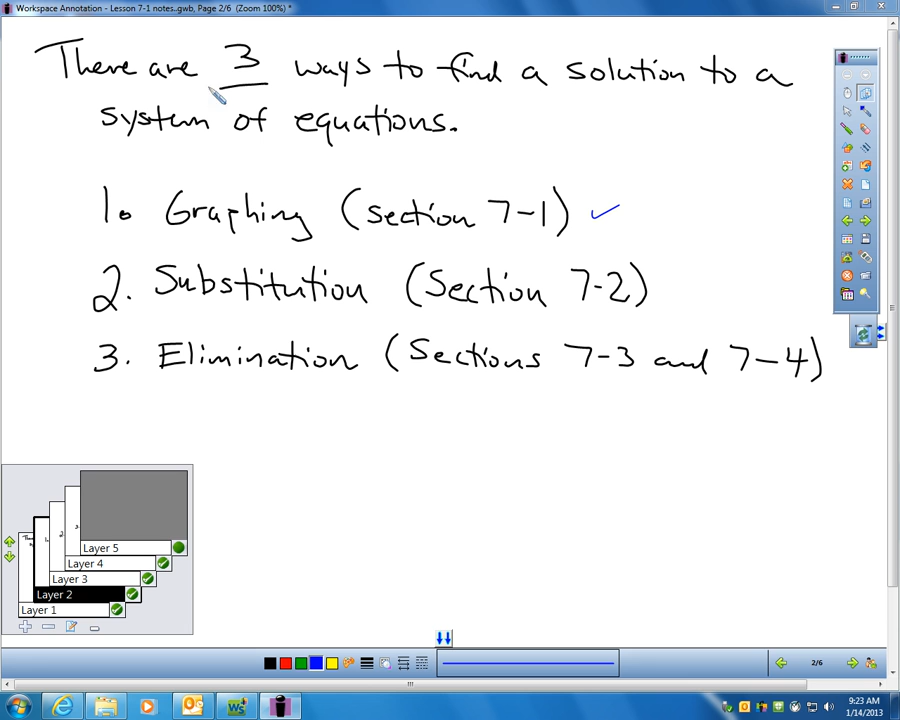 Workspace Annotation - Lesson 7-1 notes..gwb, Page 2/6 (Zoom 100%) *
There are 3 ways to find a solution to a
system of equations.
1. Graphing (section 7-1) ✓
2. Substitution (Section 7-2)
3. Elimination (Sections 7-3 and 7-4)
Layer 5
Layer 4
Layer 3
Layer 2
Layer 1
2/6
9:23 AM
1/14/2013